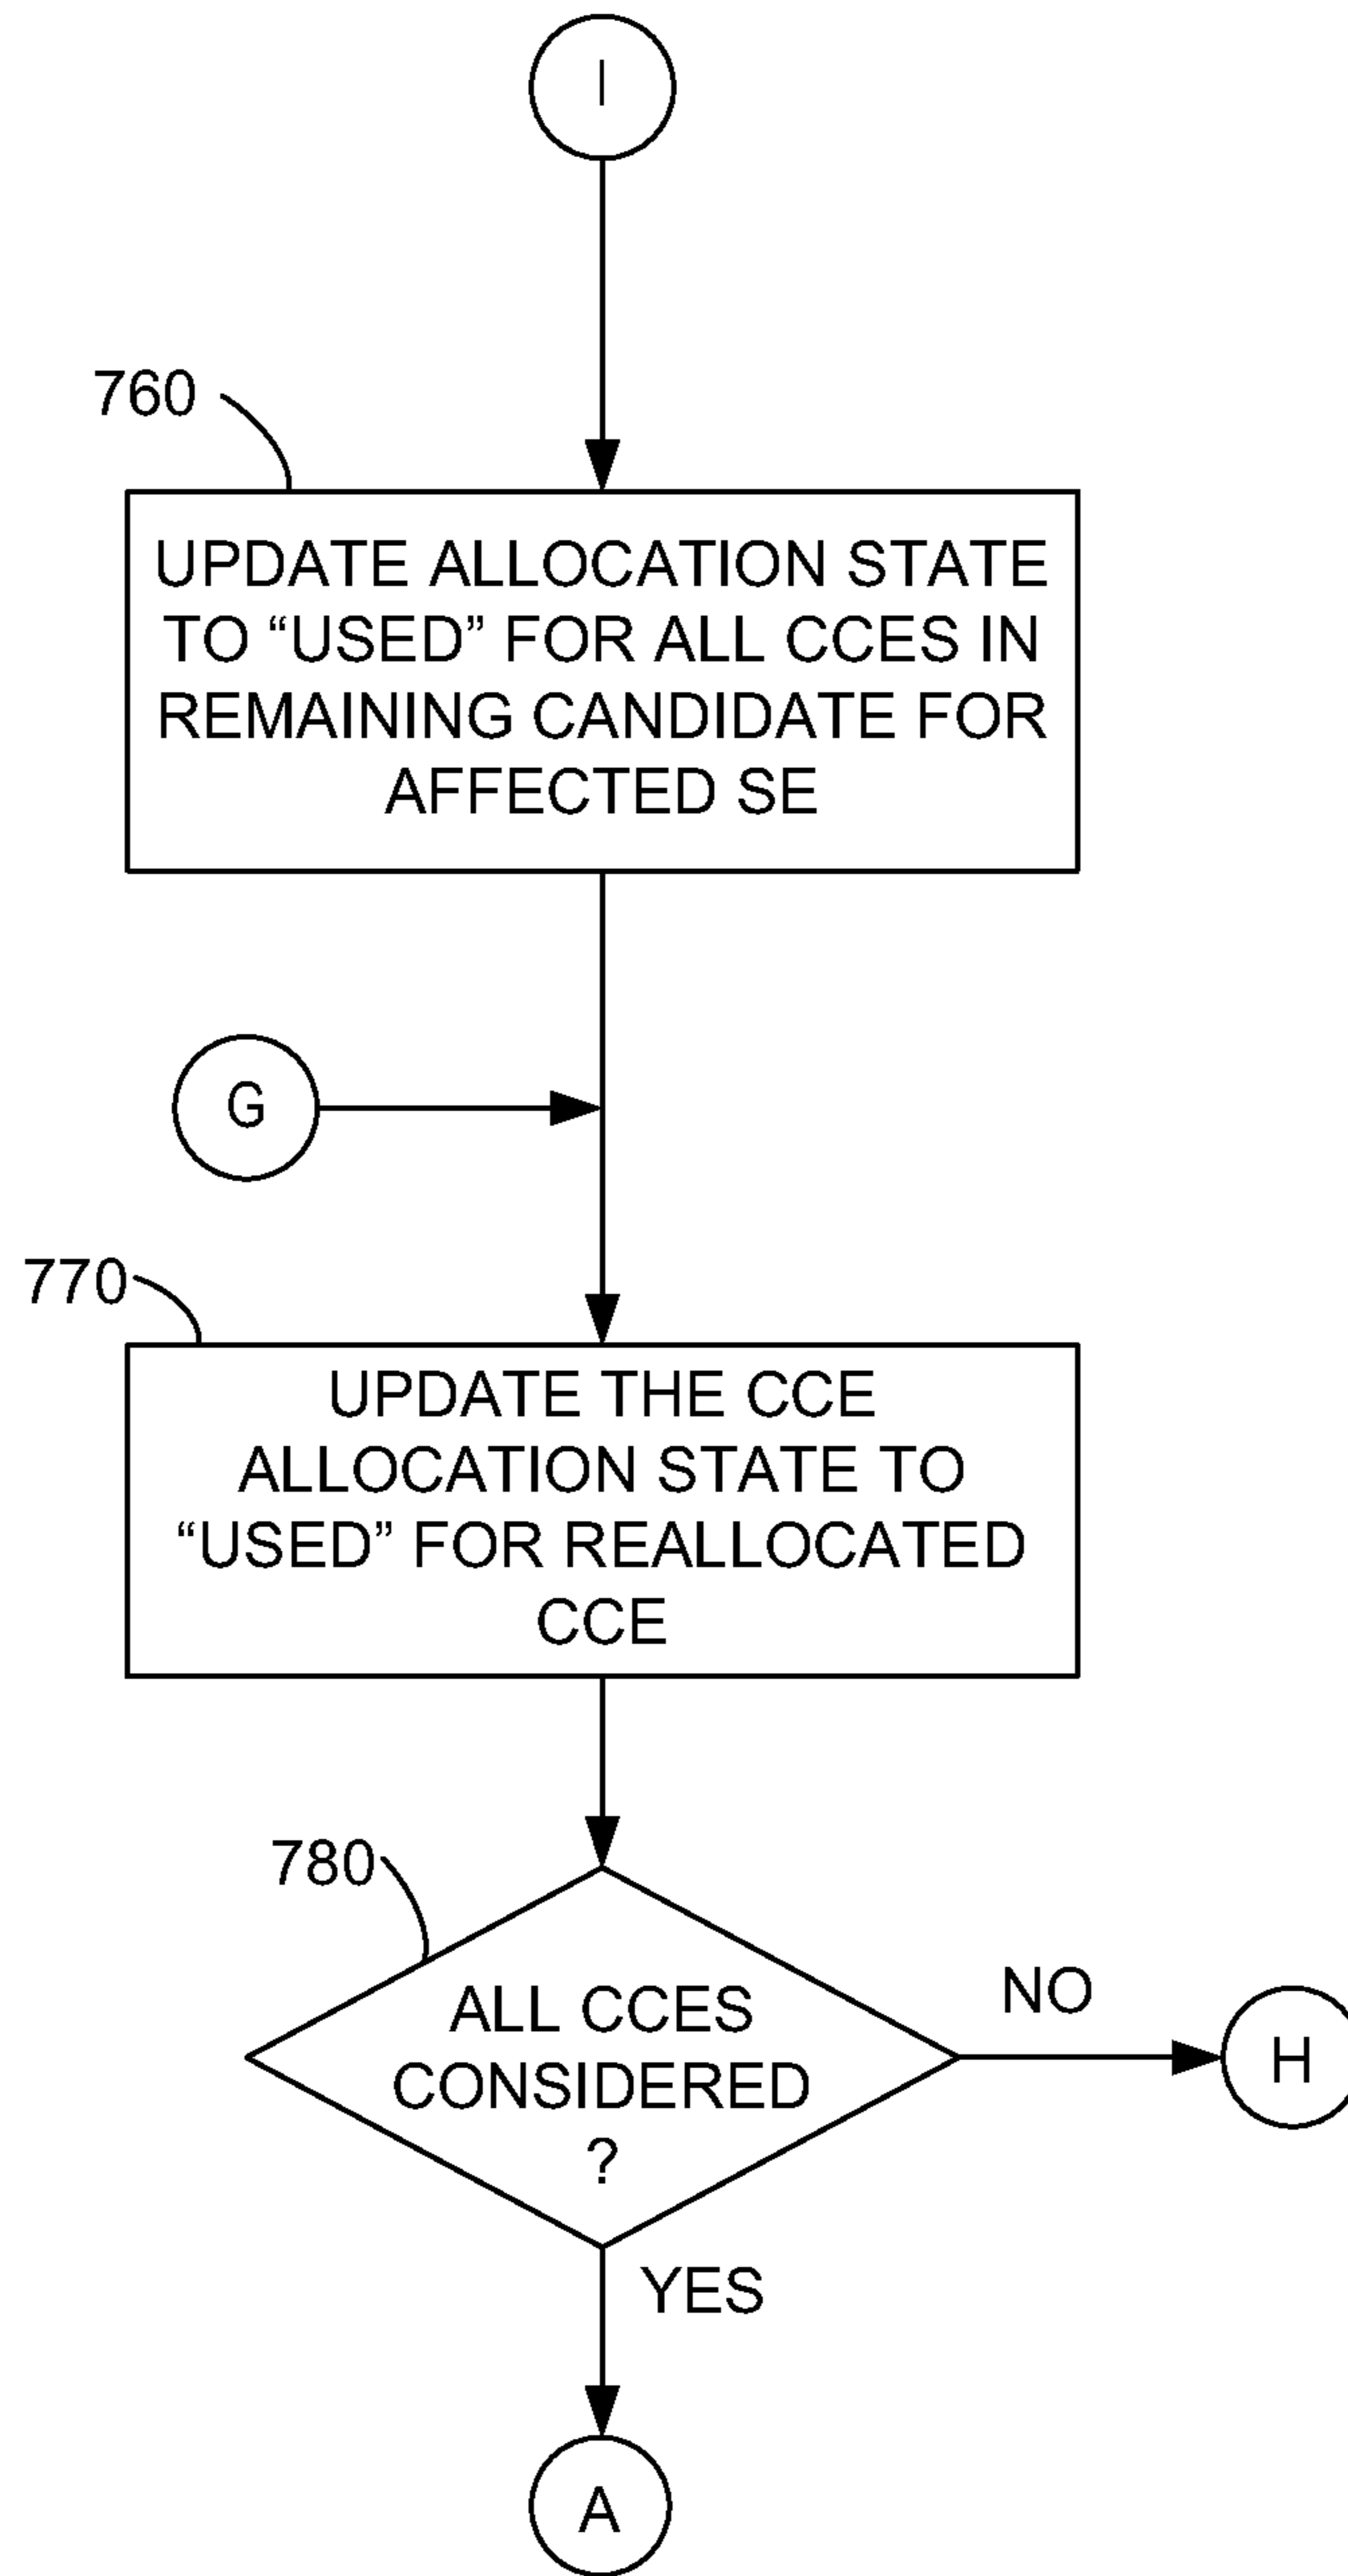 I
760
UPDATE ALLOCATION STATE
TO “USED” FOR ALL CCES IN
REMAINING CANDIDATE FOR
AFFECTED SE
G
770
UPDATE THE CCE
ALLOCATION STATE TO
“USED” FOR REALLOCATED
CCE
780
ALL CCES
CONSIDERED
?
NO
H
YES
A